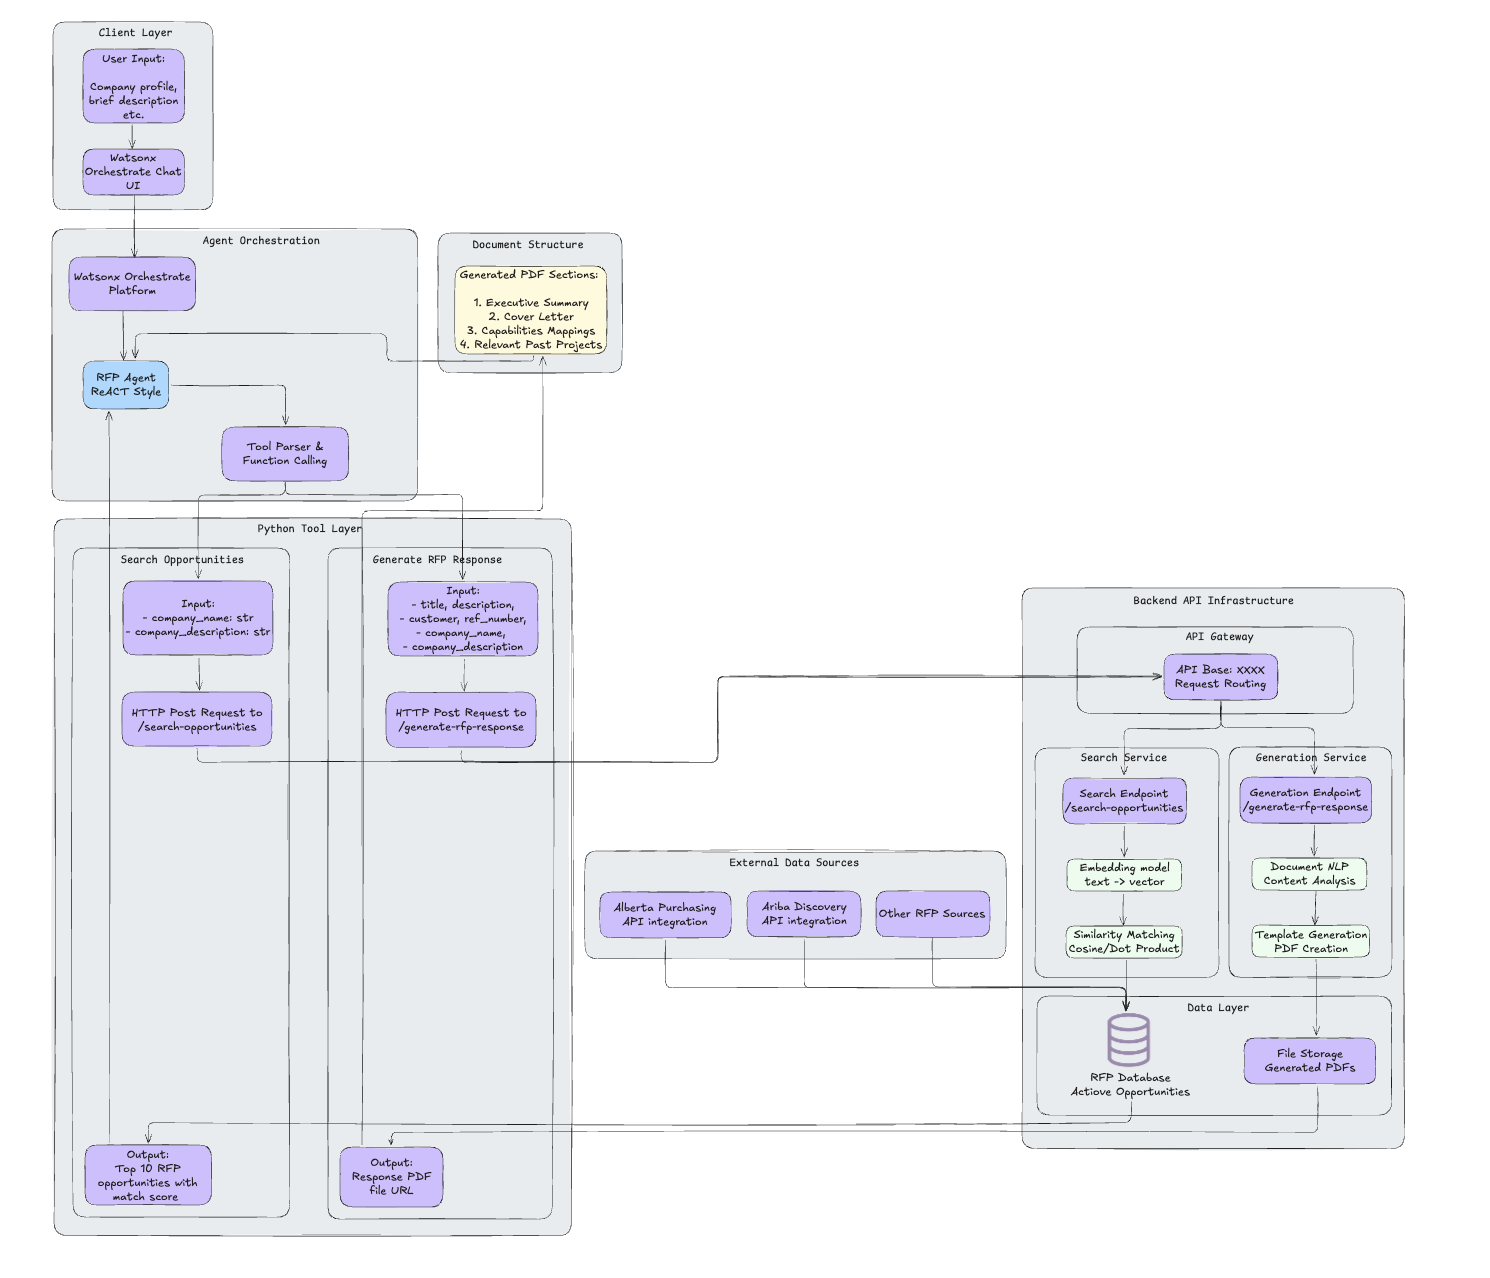 Client Layer
User Input:
Company profile,
brief description
etc.
Watsonx
Orchestrate Chat
UI
Agent Orchestration
Watsonx Orchestrate
Platform
RFP Agent
ReACT Style
Tool Parser &
Function Calling
Document Structure
Generated PDF Sections:
1. Executive Summary
2. Cover Letter
3. Capabilities Mappings
4. Relevant Past Projects
Python Tool Layer
Search Opportunities
Input:
- company_name: str
- company_description: str
HTTP Post Request to
/search-opportunities
Output:
Top 10 RFP
opportunities with
match score
Generate RFP Response
Input:
- title, description,
- customer, ref_number,
- company_name,
- company_description
HTTP Post Request to
/generate-rfp-response
Output:
Response PDF
file URL
External Data Sources
Alberta Purchasing
API integration
Ariba Discovery
API integration
Other RFP Sources
Backend API Infrastructure
API Gateway
API Base: XXXX
Request Routing
Search Service
Search Endpoint
/search-opportunities
Embedding model
text -> vector
Similarity Matching
Cosine/Dot Product
Generation Service
Generation Endpoint
/generate-rfp-response
Document NLP
Content Analysis
Template Generation
PDF Creation
Data Layer
RFP Database
Actiove Opportunities
File Storage
Generated PDFs